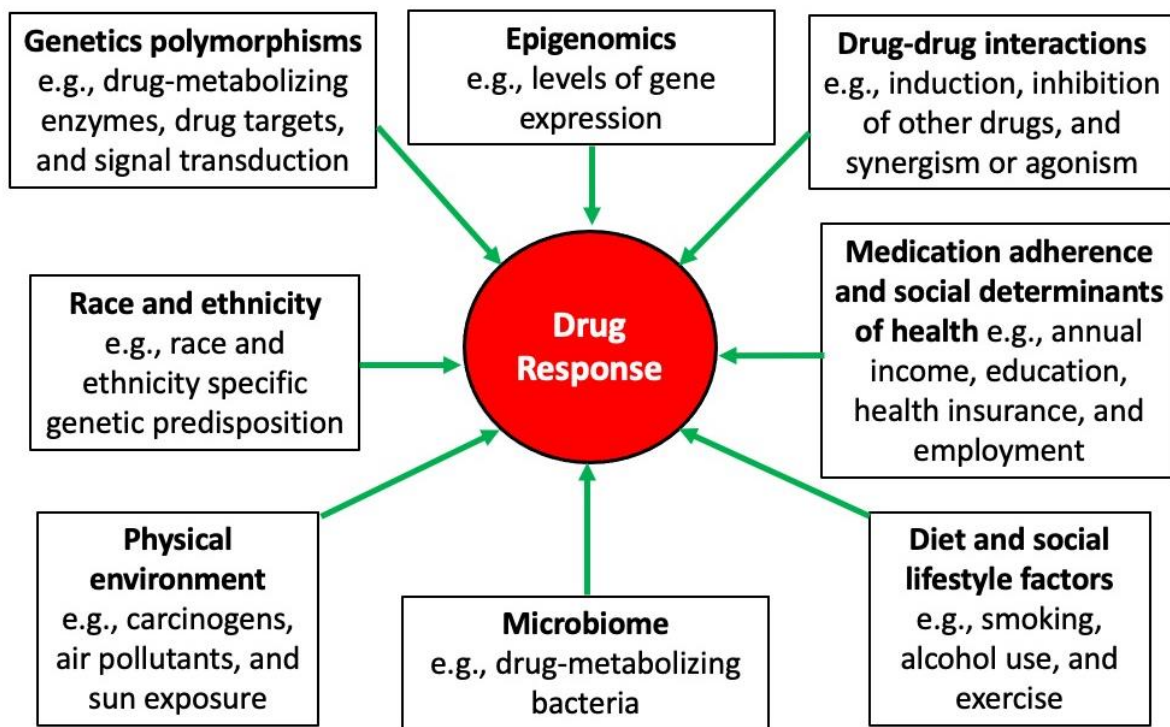 Genetics polymorphisms
e.g., drug-metabolizing
enzymes, drug targets,
and signal transduction
Epigenomics
e.g., levels of gene
expression
Drug-drug interactions
e.g., induction, inhibition
of other drugs, and
synergism or agonism
Race and ethnicity
e.g., race and
ethnicity specific
genetic predisposition
Drug
Response
Medication adherence
and social determinants
of health e.g., annual
income, education,
health insurance, and
employment
Physical
environment
e.g., carcinogens,
air pollutants, and
sun exposure
Microbiome
e.g., drug-metabolizing
bacteria
Diet and social
lifestyle factors
e.g., smoking,
alcohol use, and
exercise